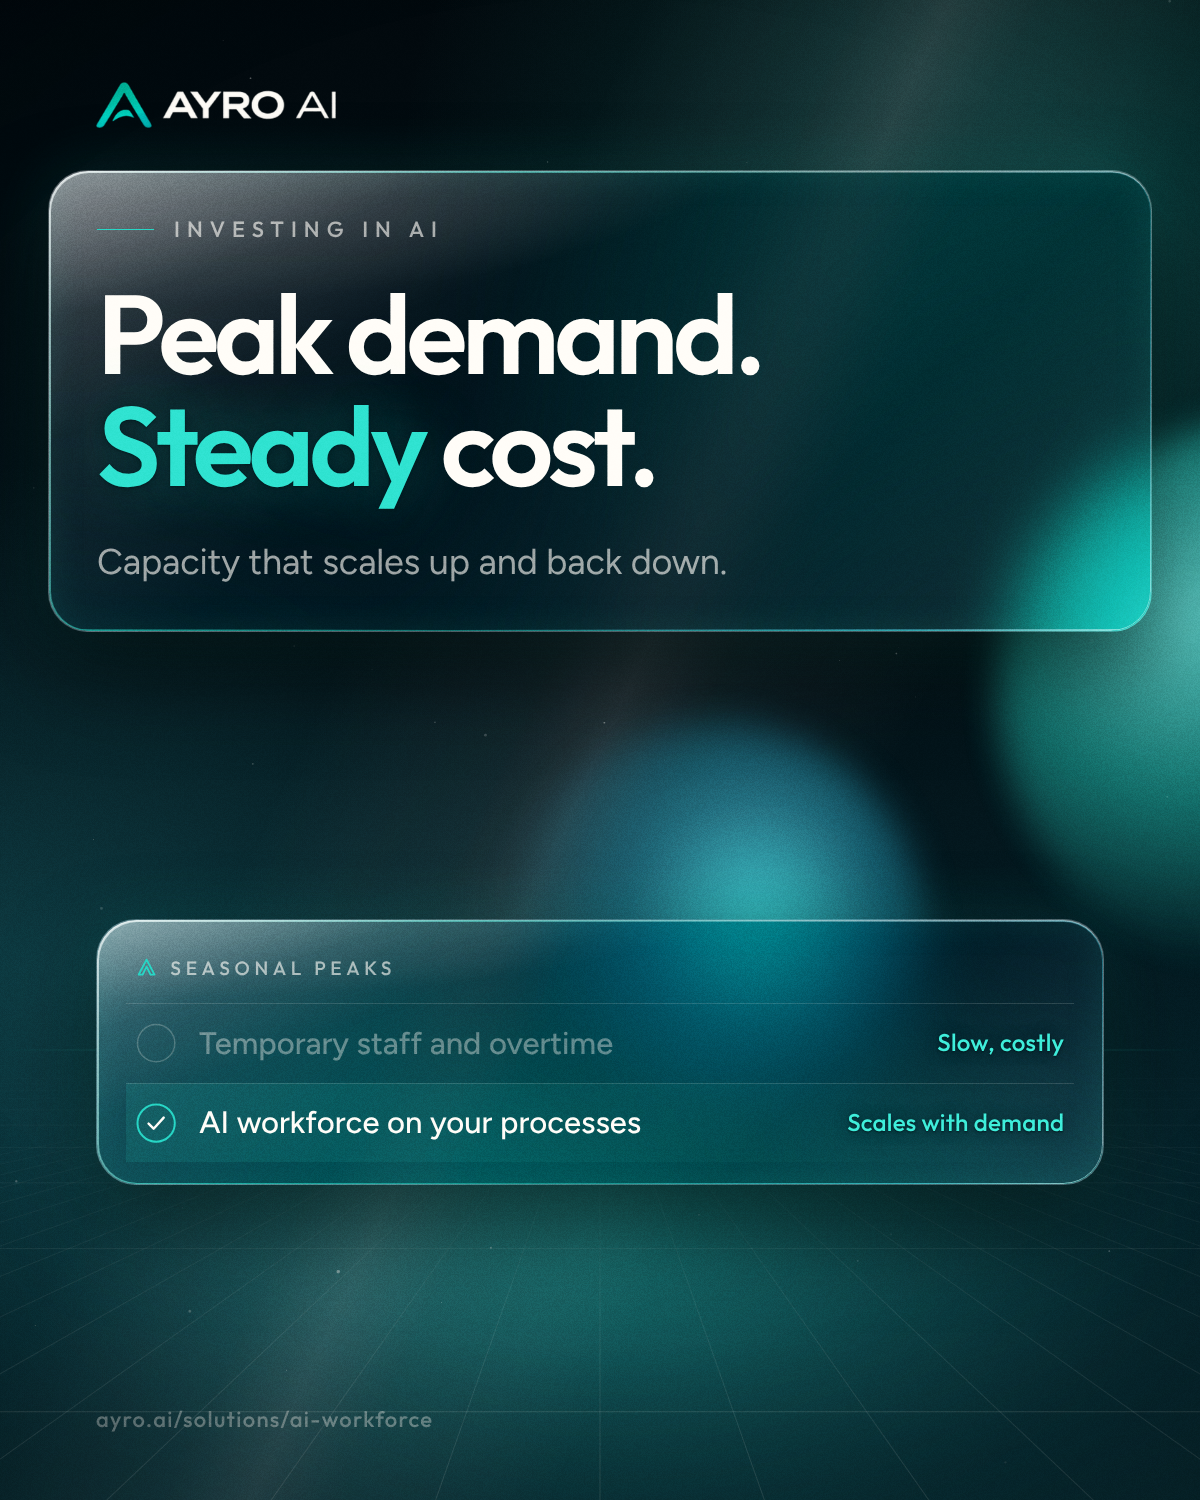 AYRO AI
INVESTING IN AI
Peak demand.
Steady cost.
Capacity that scales up and back down.
SEASONAL PEAKS
Temporary staff and overtime
Slow, costly
AI workforce on your processes
Scales with demand
ayro.ai/solutions/ai-workforce